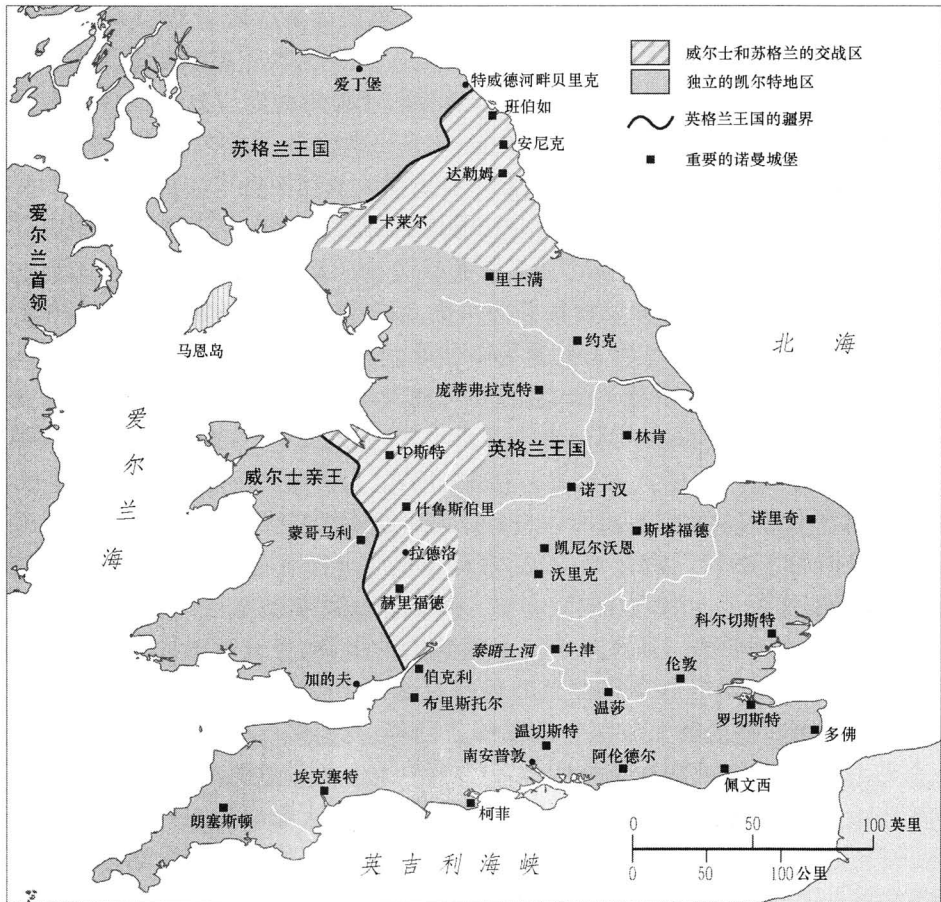 威尔士和苏格兰的交战区
独立的凯尔特地区
英格兰王国的疆界
重要的诺曼城堡
爱丁堡
特威德河畔贝里克
班伯如
安尼克
苏格兰王国
达勒姆
卡莱尔
爱尔兰首领
里士满
马恩岛
约克
北海
庞蒂弗拉克特
爱尔兰海
林肯
英格兰王国
tp斯特
威尔士亲王
诺丁汉
什鲁斯伯里
诺里奇
斯塔福德
蒙哥马利
拉德洛
凯尼尔沃恩
沃里克
赫里福德
科尔切斯特
泰晤士河
牛津
伦敦
加的夫
伯克利
布里斯托尔
温莎
罗切斯特
多佛
温切斯特
南安普敦
阿伦德尔
佩文西
埃克塞特
朗塞斯顿
柯菲
英吉利海峡
0 50 100 英里
0 50 100 公里